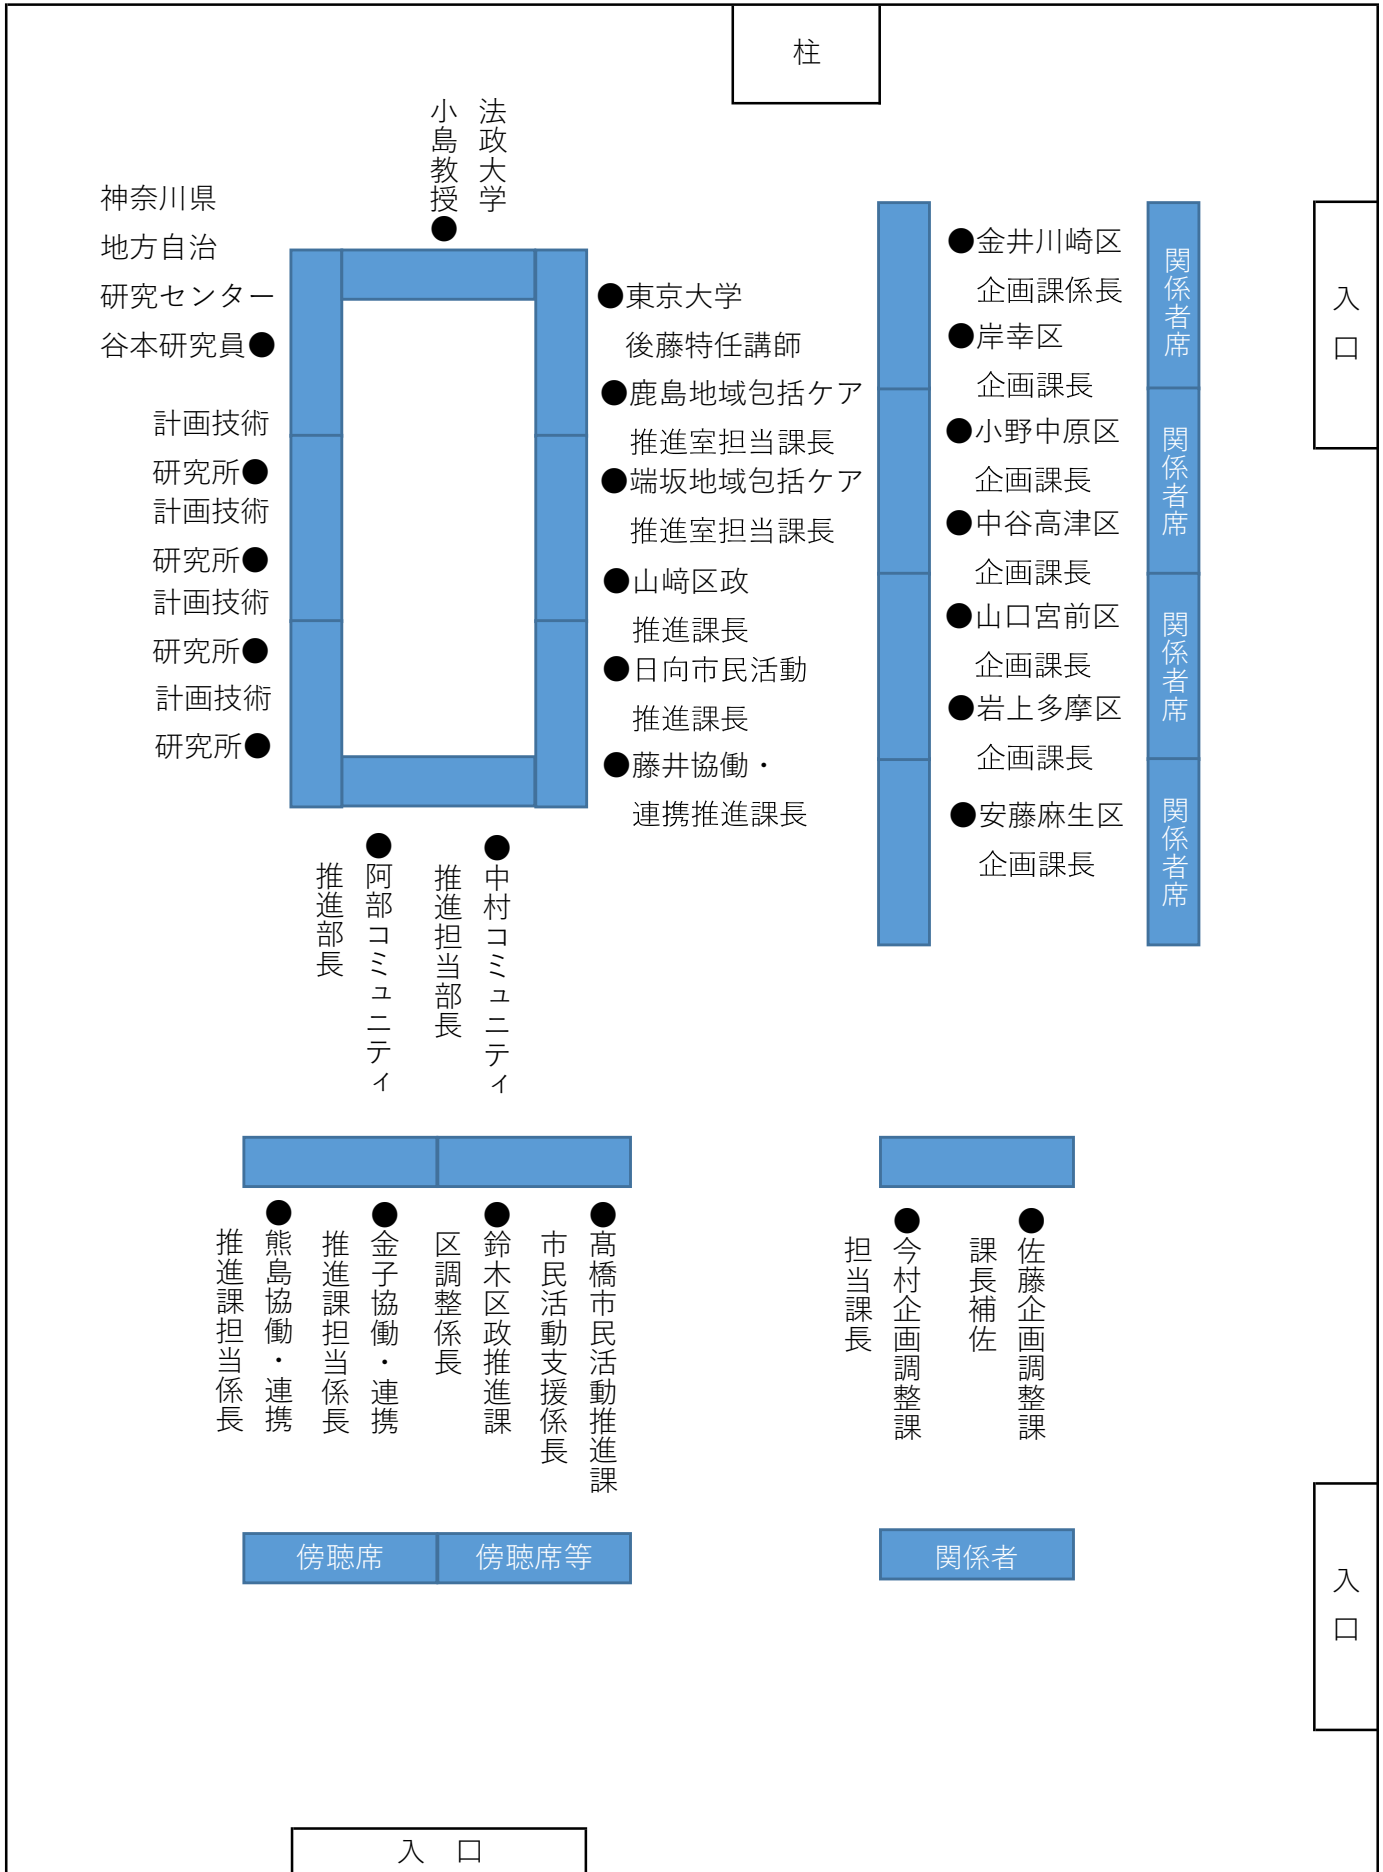 柱
法政大学
小島教授
●
神奈川県
地方自治
研究センター
谷本研究員●
計画技術
研究所●
計画技術
研究所●
計画技術
研究所●
計画技術
研究所●
●東京大学
後藤特任講師
●鹿島地域包括ケア
推進室担当課長
●端坂地域包括ケア
推進室担当課長
●山﨑区政
推進課長
●日向市民活動
推進課長
●藤井協働・
連携推進課長
●中村コミュニティ
推進担当部長
●阿部コミュニティ
推進部長
●金井川崎区
企画課係長
●岸幸区
企画課長
●小野中原区
企画課長
●中谷高津区
企画課長
●山口宮前区
企画課長
●岩上多摩区
企画課長
●安藤麻生区
企画課長
関係者席
関係者席
関係者席
関係者席
入口
●佐藤企画調整課
課長補佐
●今村企画調整課
担当課長
●髙橋市民活動推進課
市民活動支援係長
●鈴木区政推進課
区調整係長
●金子協働・連携
推進課担当係長
●熊島協働・連携
推進課担当係長
傍聴席
傍聴席等
関係者
入口
入　口